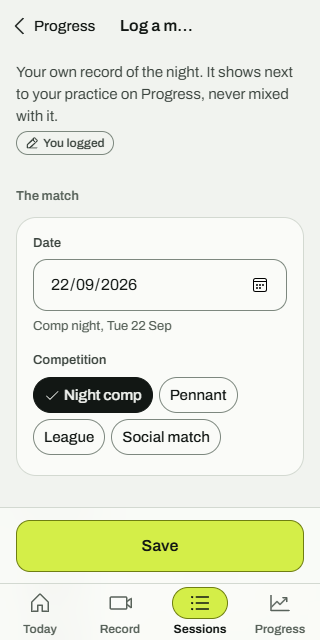 Progress
Log a m...
Your own record of the night. It shows next
to your practice on Progress, never mixed
with it.
You logged
The match
Date
22/09/2026
Comp night, Tue 22 Sep
Competition
Night comp
Pennant
League
Social match
Save
Today
Record
Sessions
Progress